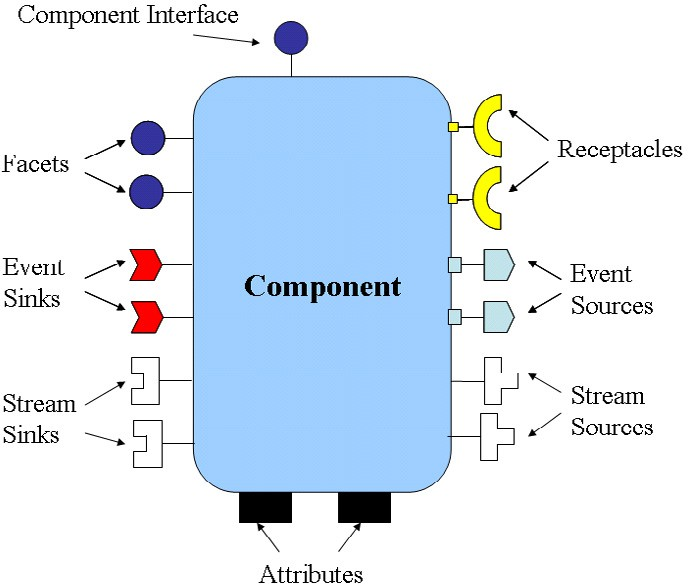 Component Interface
Facets
Receptacles
Event
Sinks
Component
Event
Sources
Stream
Sinks
Stream
Sources
Attributes